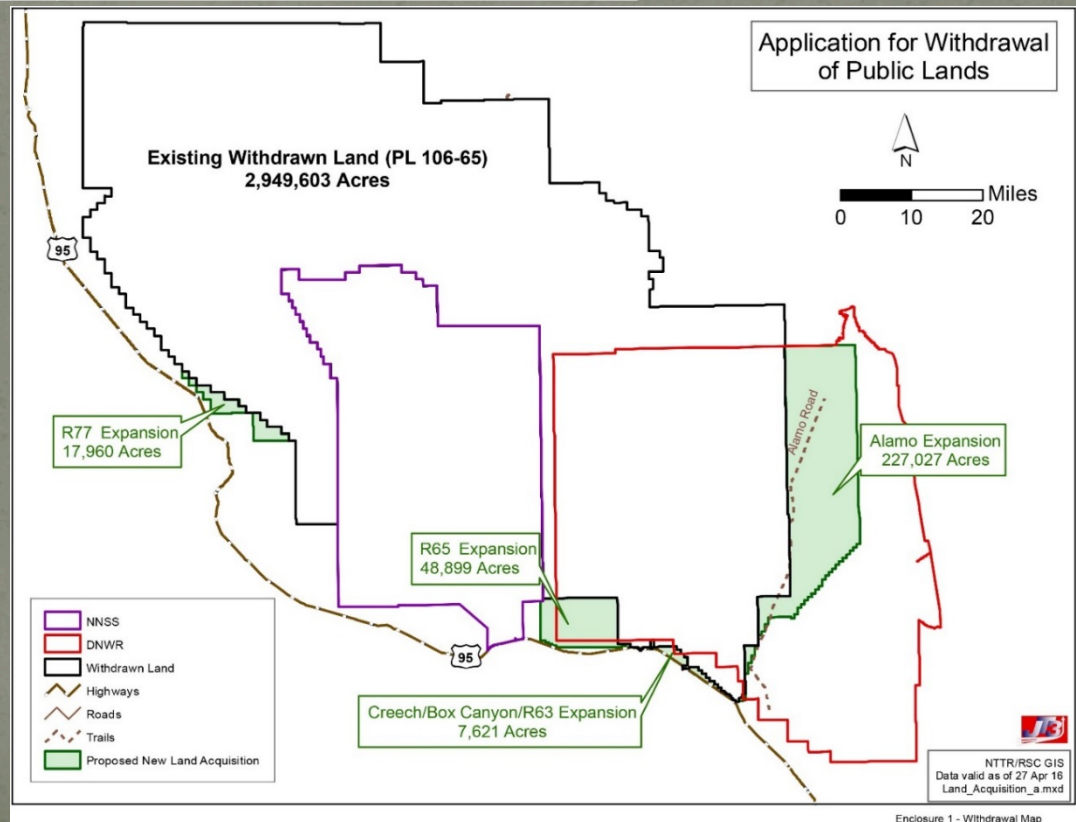 Application for Withdrawal
of Public Lands
N
Miles
0 10 20
Existing Withdrawn Land (PL 106-65)
2,949,603 Acres
95
R77 Expansion
17,960 Acres
Alamo Road
Alamo Expansion
227,027 Acres
R65 Expansion
48,899 Acres
95
Creech/Box Canyon/R63 Expansion
7,621 Acres
NNSS
DNWR
Withdrawn Land
Highways
Roads
Trails
Proposed New Land Acquisition
NTTR/RSC GIS
Data valid as of 27 Apr 16
Land_Acquisition_a.mxd
Enclosure 1 - Withdrawal Map